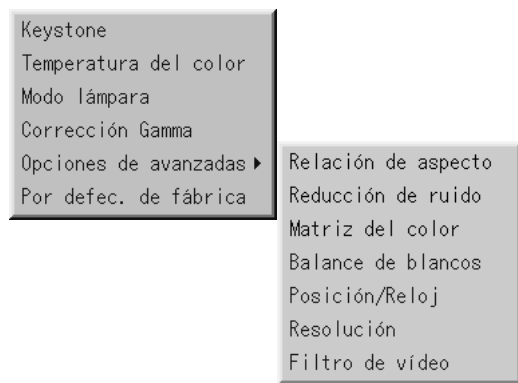 Keystone
Temperatura del color
Modo lámpara
Corrección Gamma
Opciones de avanzadas
Por defec. de fábrica
Relación de aspecto
Reducción de ruido
Matriz del color
Balance de blancos
Posición/Reloj
Resolución
Filtro de vídeo